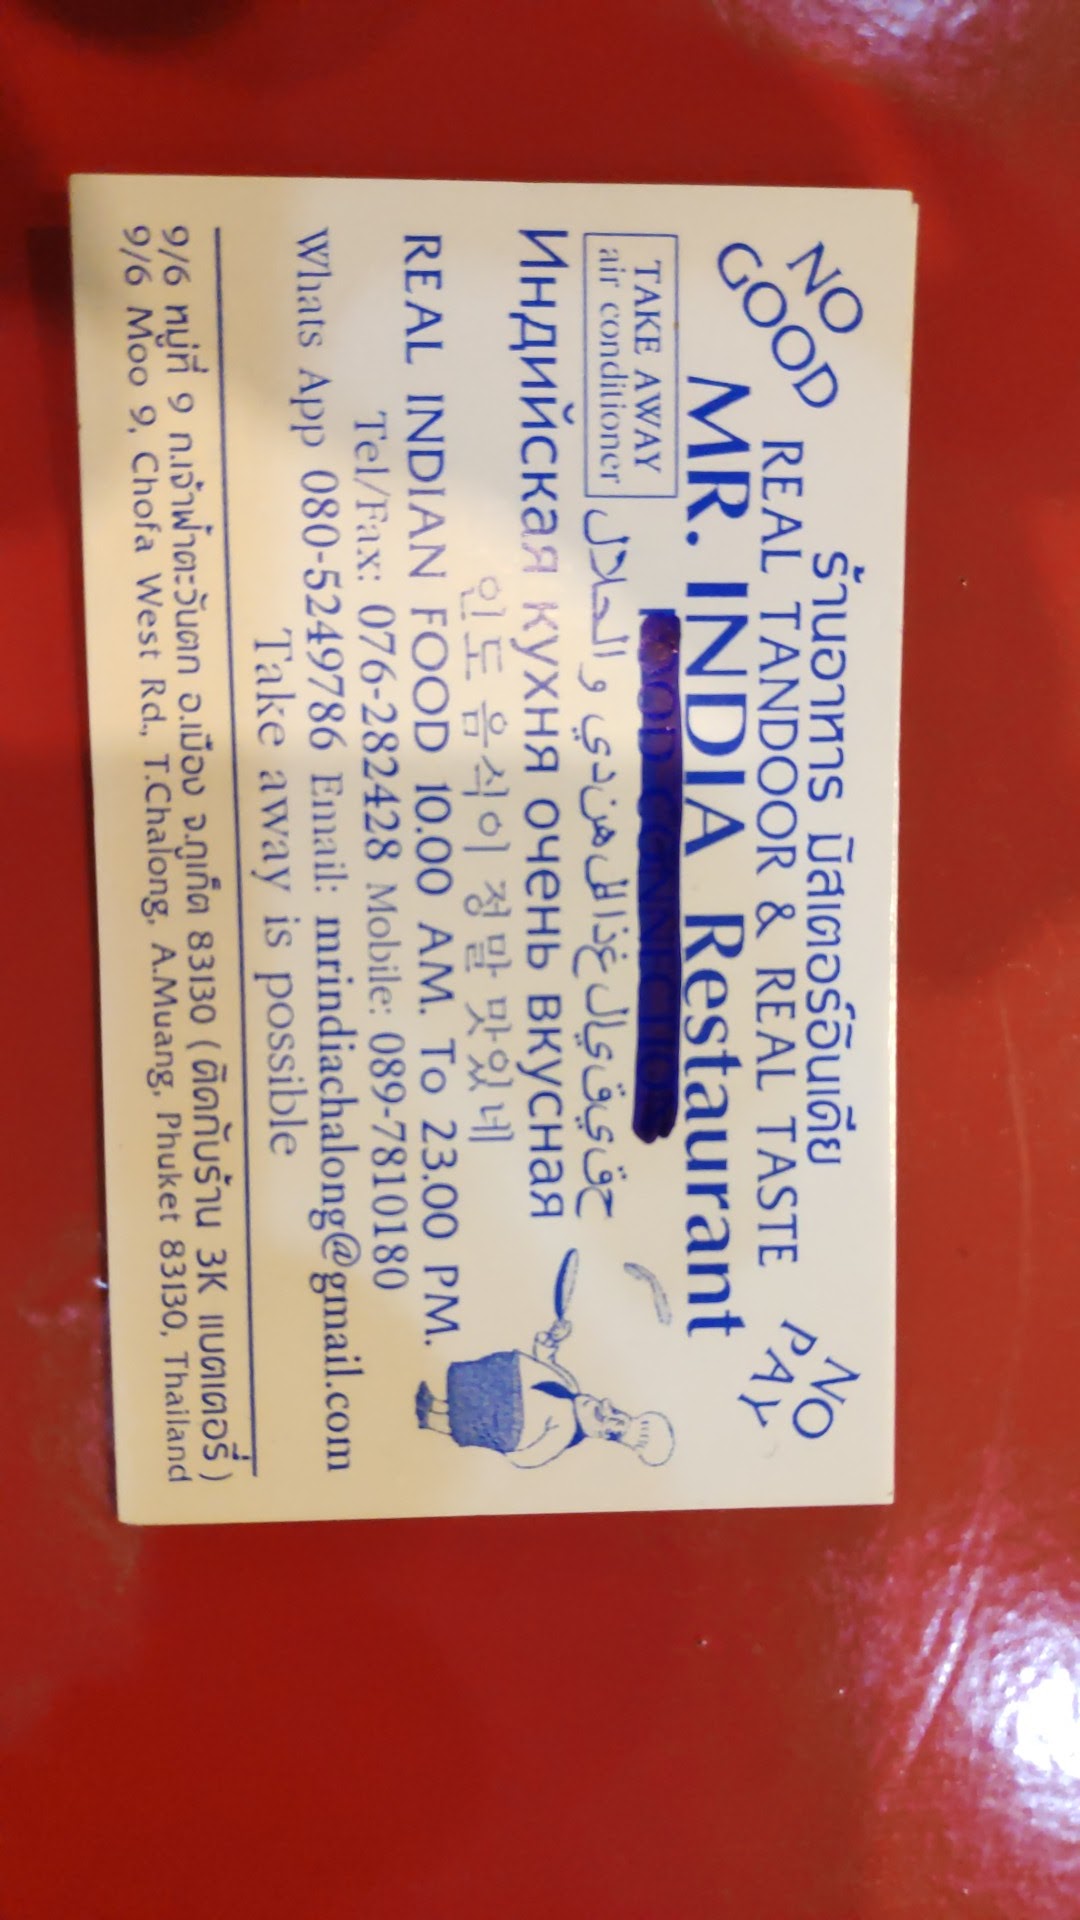 NO
GOOD
ร้านอาหาร มิสเตอร์อินเดีย
REAL TANDOOR & REAL TASTE
NO
PAY
MR. INDIA Restaurant
TAKE AWAY
air conditioner
CONNECTION
حقيقي الغذا الهندي و الحلال
Индийская кухня очень вкусная
인도 음식이 정말 맛있네
REAL INDIAN FOOD 10.00 AM. To 23.00 PM.
Tel/Fax: 076-282428 Mobile: 089-7810180
Whats App 080-5249786 Email: mrindiachalong@gmail.com
Take away is possible
9/6 หมู่ที่ 9 ถ.เจ้าฟ้าตะวันตก อ.เมือง จ.ภูเก็ต 83130 ( ติดกับร้าน 3K แบตเตอรี่ )
9/6 Moo 9, Chofa West Rd., T.Chalong, A.Muang, Phuket 83130, Thailand